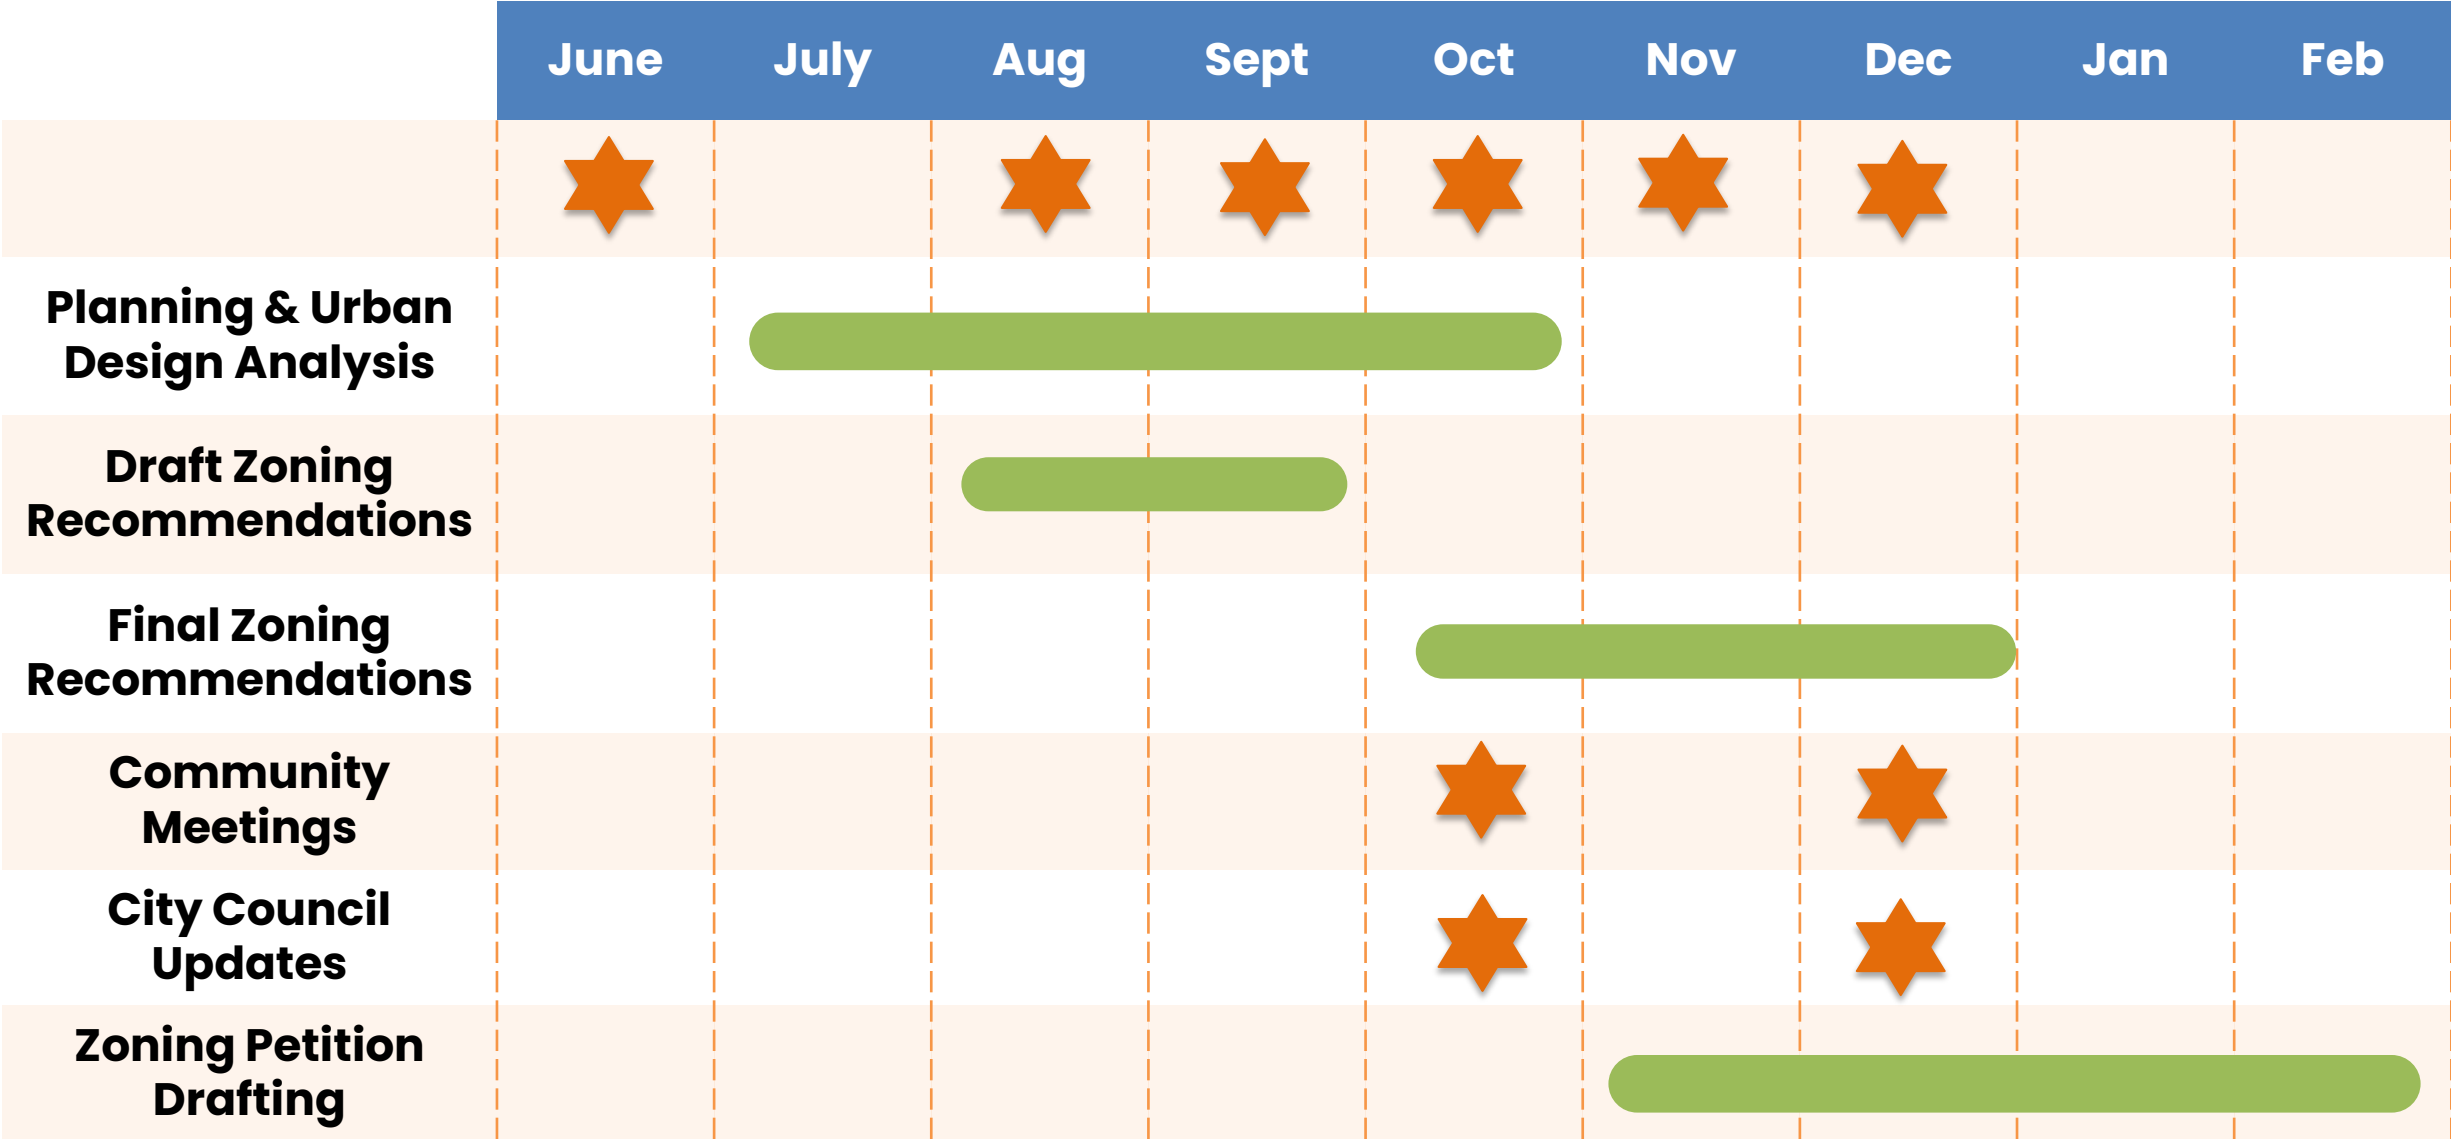 June July Aug Sept Oct Nov Dec Jan Feb
Planning & Urban
Design Analysis
Draft Zoning
Recommendations
Final Zoning
Recommendations
Community
Meetings
City Council
Updates
Zoning Petition
Drafting